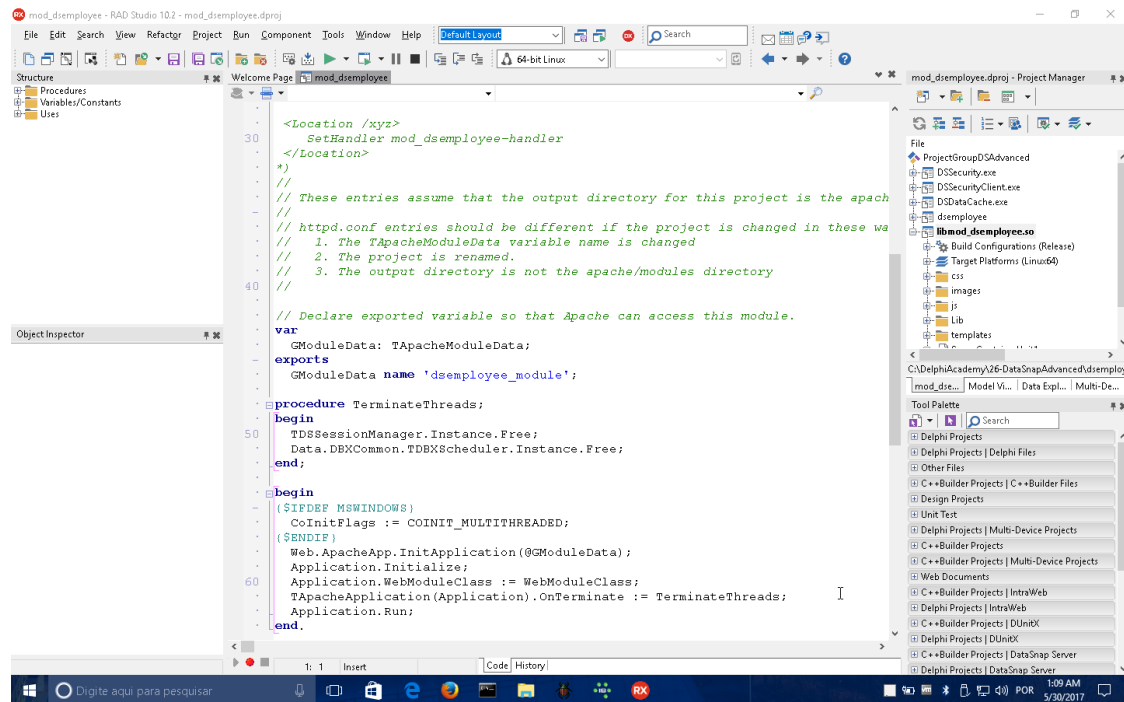 mod_dsemployee - RAD Studio 10.2 - mod_dsemployee.dproj
File Edit Search View Refactor Project Run Component Tools Window Help Default Layout Search
64-bit Linux
Structure
Procedures
Variables/Constants
Uses
Object Inspector
Welcome Page mod_dsemployee
<Location /xyz>
30 SetHandler mod_dsemployee-handler
</Location>
*)
//
// These entries assume that the output directory for this project is the apach
//
// httpd.conf entries should be different if the project is changed in these wa
// 1. The TApacheModuleData variable name is changed
// 2. The project is renamed.
// 3. The output directory is not the apache/modules directory
40 //
// Declare exported variable so that Apache can access this module.
var
GModuleData: TApacheModuleData;
exports
GModuleData name 'dsemployee_module';
procedure TerminateThreads;
begin
50 TDSSessionManager.Instance.Free;
Data.DBXCommon.TDBXScheduler.Instance.Free;
end;
begin
{$IFDEF MSWINDOWS}
CoInitFlags := COINIT_MULTITHREADED;
{$ENDIF}
Web.ApacheApp.InitApplication(@GModuleData);
Application.Initialize;
60 Application.WebModuleClass := WebModuleClass;
TApacheApplication(Application).OnTerminate := TerminateThreads;
Application.Run;
end.
1: 1 Insert Code History
mod_dsemployee.dproj - Project Manager
File
ProjectGroupDSAdvanced
DSSecurity.exe
DSSecurityClient.exe
DSDataCache.exe
dsemployee
libmod_dsemployee.so
Build Configurations (Release)
Target Platforms (Linux64)
css
images
js
Lib
templates
C:\DelphiAcademy\26-DataSnapAdvanced\dsemploy
mod_dse... Model Vi... Data Expl... Multi-De...
Tool Palette
Search
Delphi Projects
Delphi Projects | Delphi Files
Other Files
C++Builder Projects | C++Builder Files
Design Projects
Unit Test
Delphi Projects | Multi-Device Projects
C++Builder Projects
C++Builder Projects | Multi-Device Projects
Web Documents
C++Builder Projects | IntraWeb
Delphi Projects | IntraWeb
C++Builder Projects | DUnitX
Delphi Projects | DUnitX
C++Builder Projects | DataSnap Server
Delphi Projects | DataSnap Server
Digite aqui para pesquisar
RX
POR
1:09 AM
5/30/2017